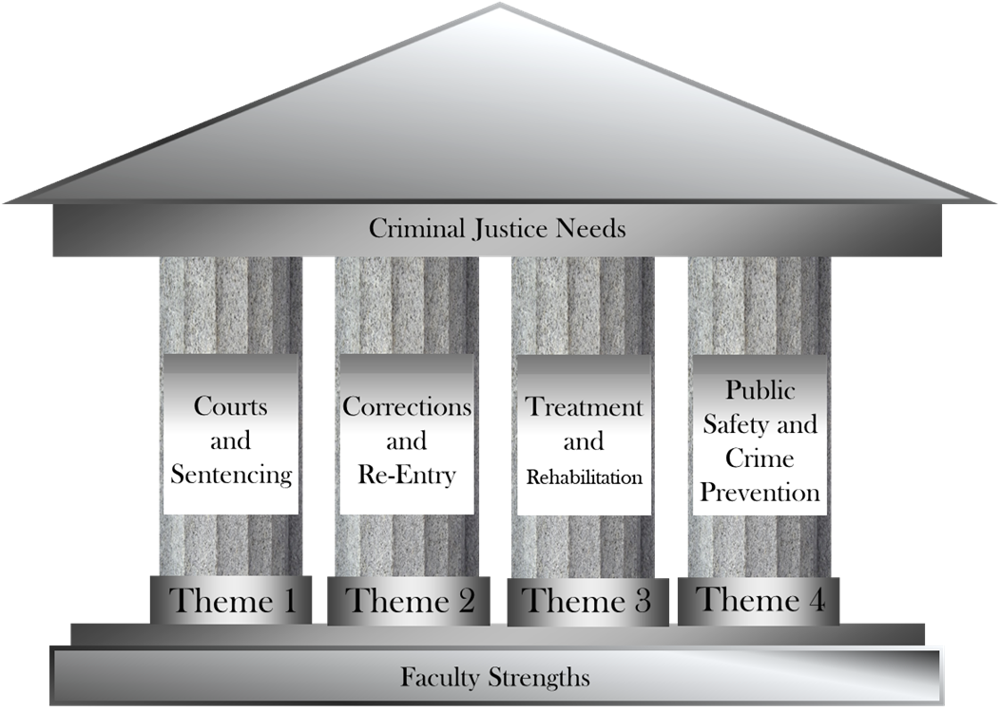 Criminal Justice Needs
Courts
and
Sentencing
Corrections
and
Re-Entry
Treatment
and
Rehabilitation
Public
Safety and
Crime
Prevention
Theme 1
Theme 2
Theme 3
Theme 4
Faculty Strengths